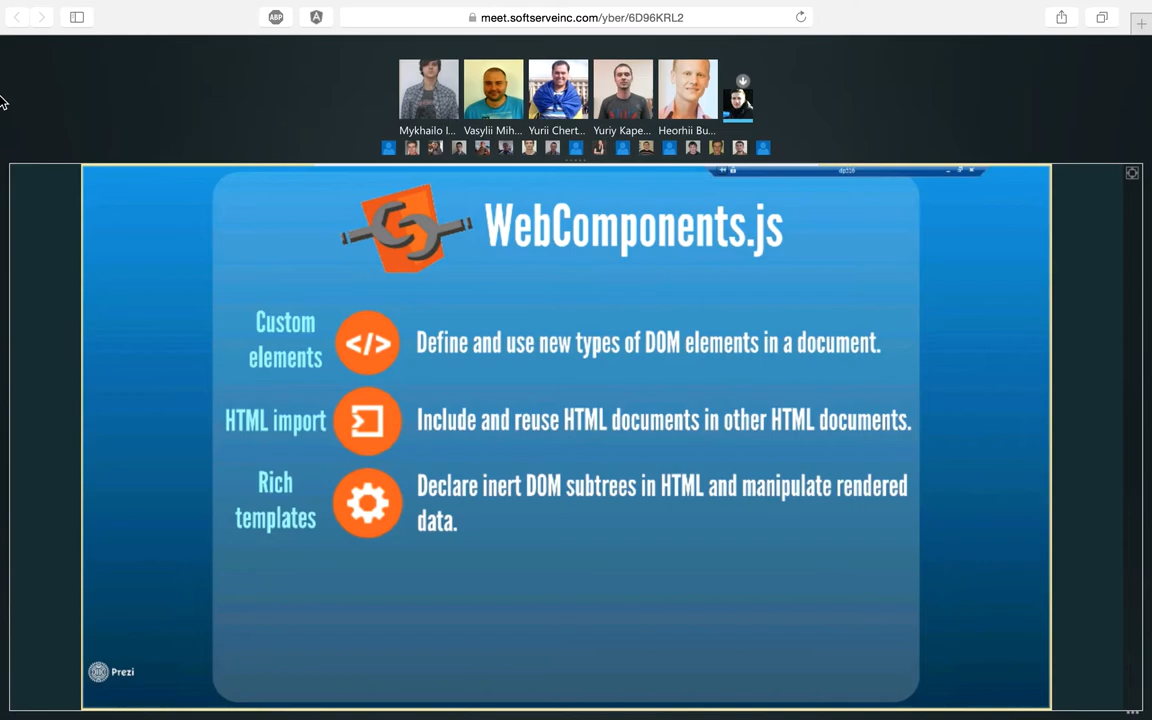 ABP
meet.softserveinc.com/yber/6D96KRL2
Mykhailo I...
Vasylii Mih...
Yurii Chert...
Yuriy Kape...
Heorhii Bu...
dp316
WebComponents.js
Custom
elements
Define and use new types of DOM elements in a document.
HTML import
Include and reuse HTML documents in other HTML documents.
Rich
templates
Declare inert DOM subtrees in HTML and manipulate rendered
data.
Prezi